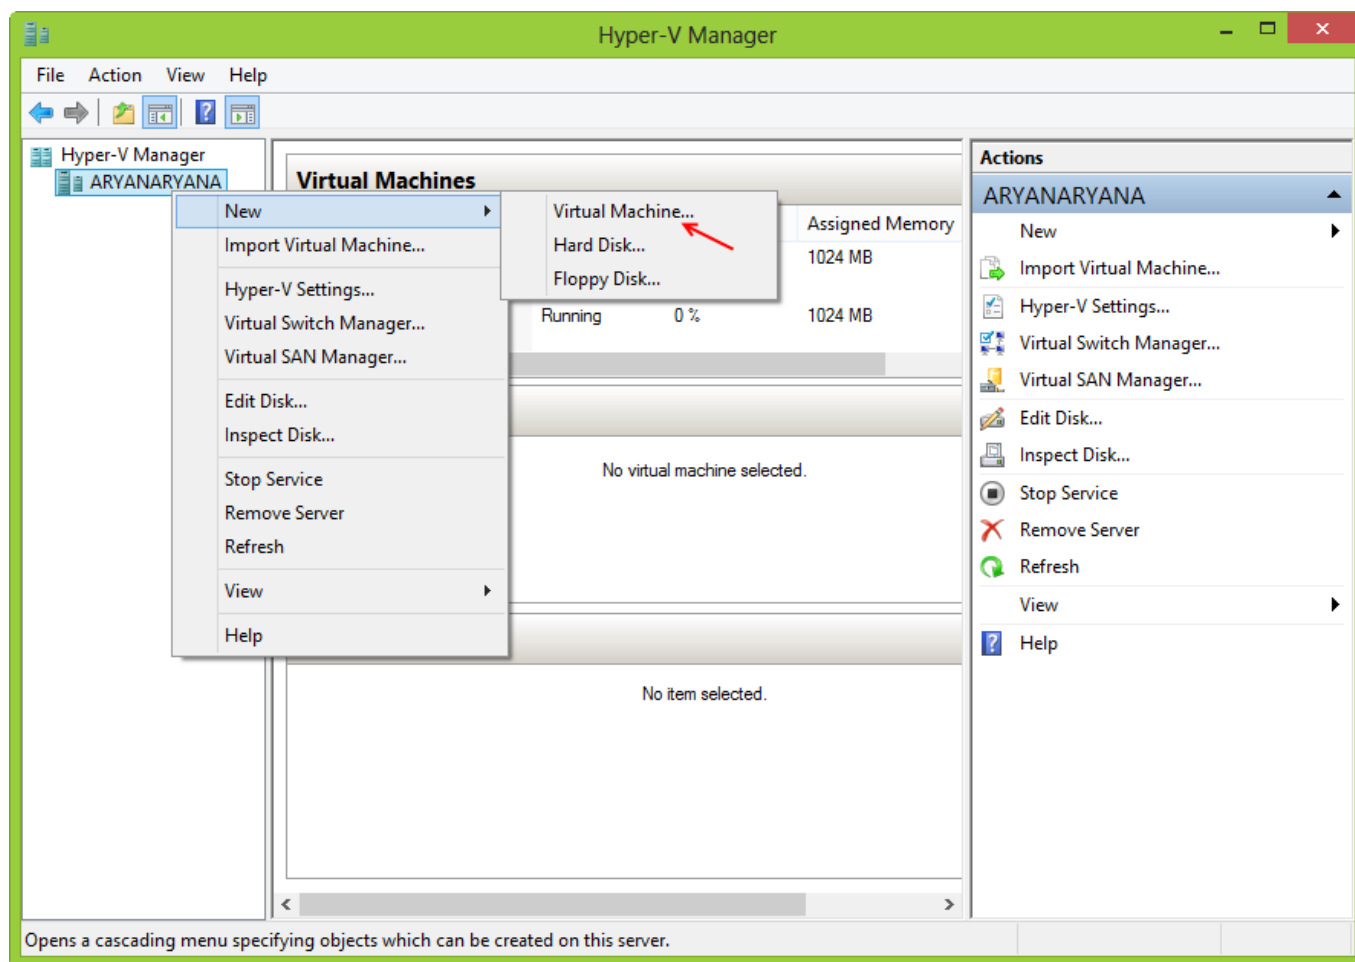 Hyper-V Manager
File Action View Help
Hyper-V Manager
ARYANARYANA
Virtual Machines
Assigned Memory
1024 MB
Running 0 % 1024 MB
New
Import Virtual Machine...
Hyper-V Settings...
Virtual Switch Manager...
Virtual SAN Manager...
Edit Disk...
Inspect Disk...
Stop Service
Remove Server
Refresh
View
Help
Virtual Machine...
Hard Disk...
Floppy Disk...
No virtual machine selected.
No item selected.
Actions
ARYANARYANA
New
Import Virtual Machine...
Hyper-V Settings...
Virtual Switch Manager...
Virtual SAN Manager...
Edit Disk...
Inspect Disk...
Stop Service
Remove Server
Refresh
View
Help
Opens a cascading menu specifying objects which can be created on this server.